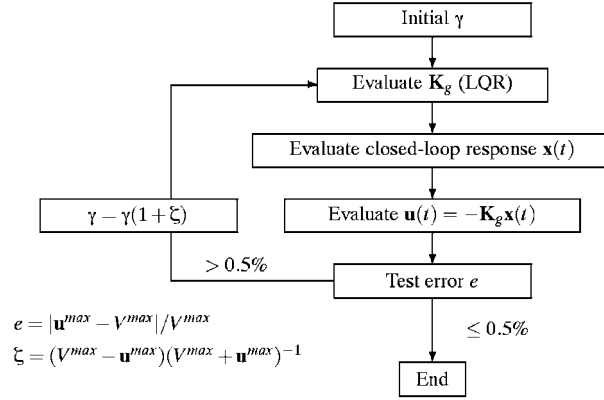 Initial γ
Evaluate K_g (LQR)
Evaluate closed-loop response x(t)
γ = γ(1+ζ)
Evaluate u(t) = −K_g x(t)
> 0.5%
Test error e
e = |u^max − V^max|/V^max
≤ 0.5%
ζ = (V^max − u^max)(V^max + u^max)^−1
End